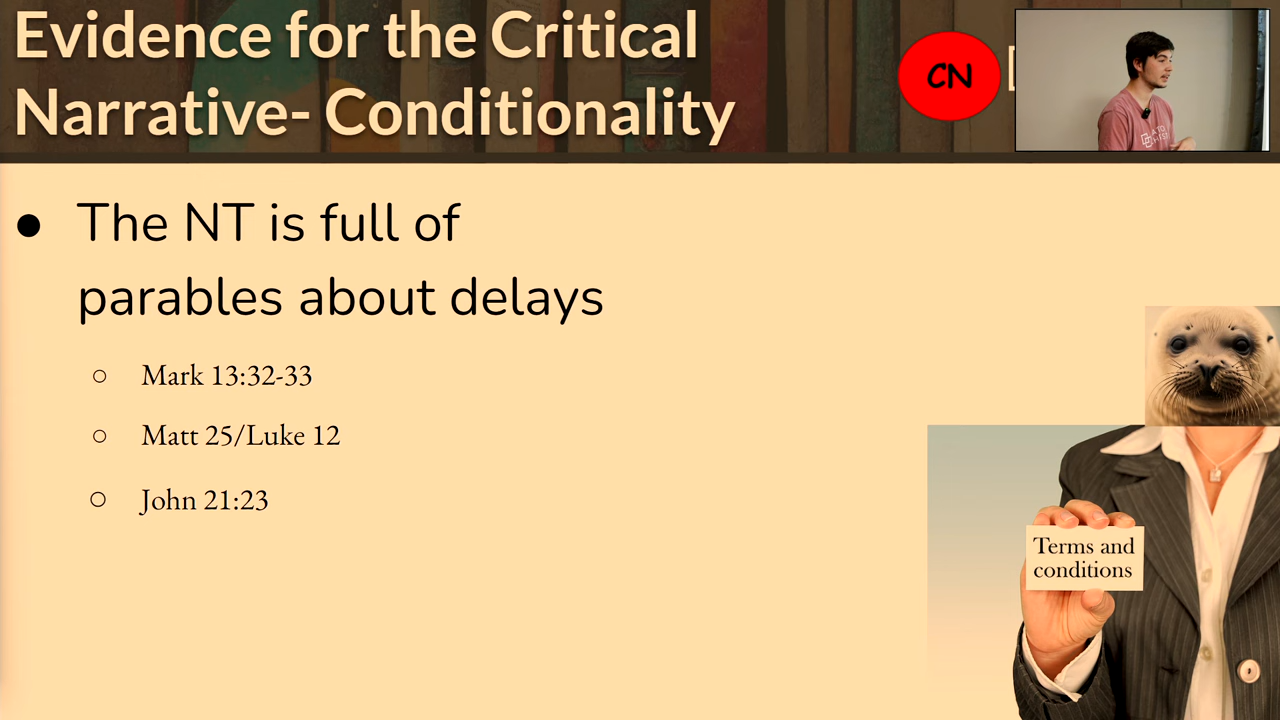 Evidence for the Critical
Narrative- Conditionality
CN
The NT is full of
parables about delays
Mark 13:32-33
Matt 25/Luke 12
John 21:23
Terms and
conditions